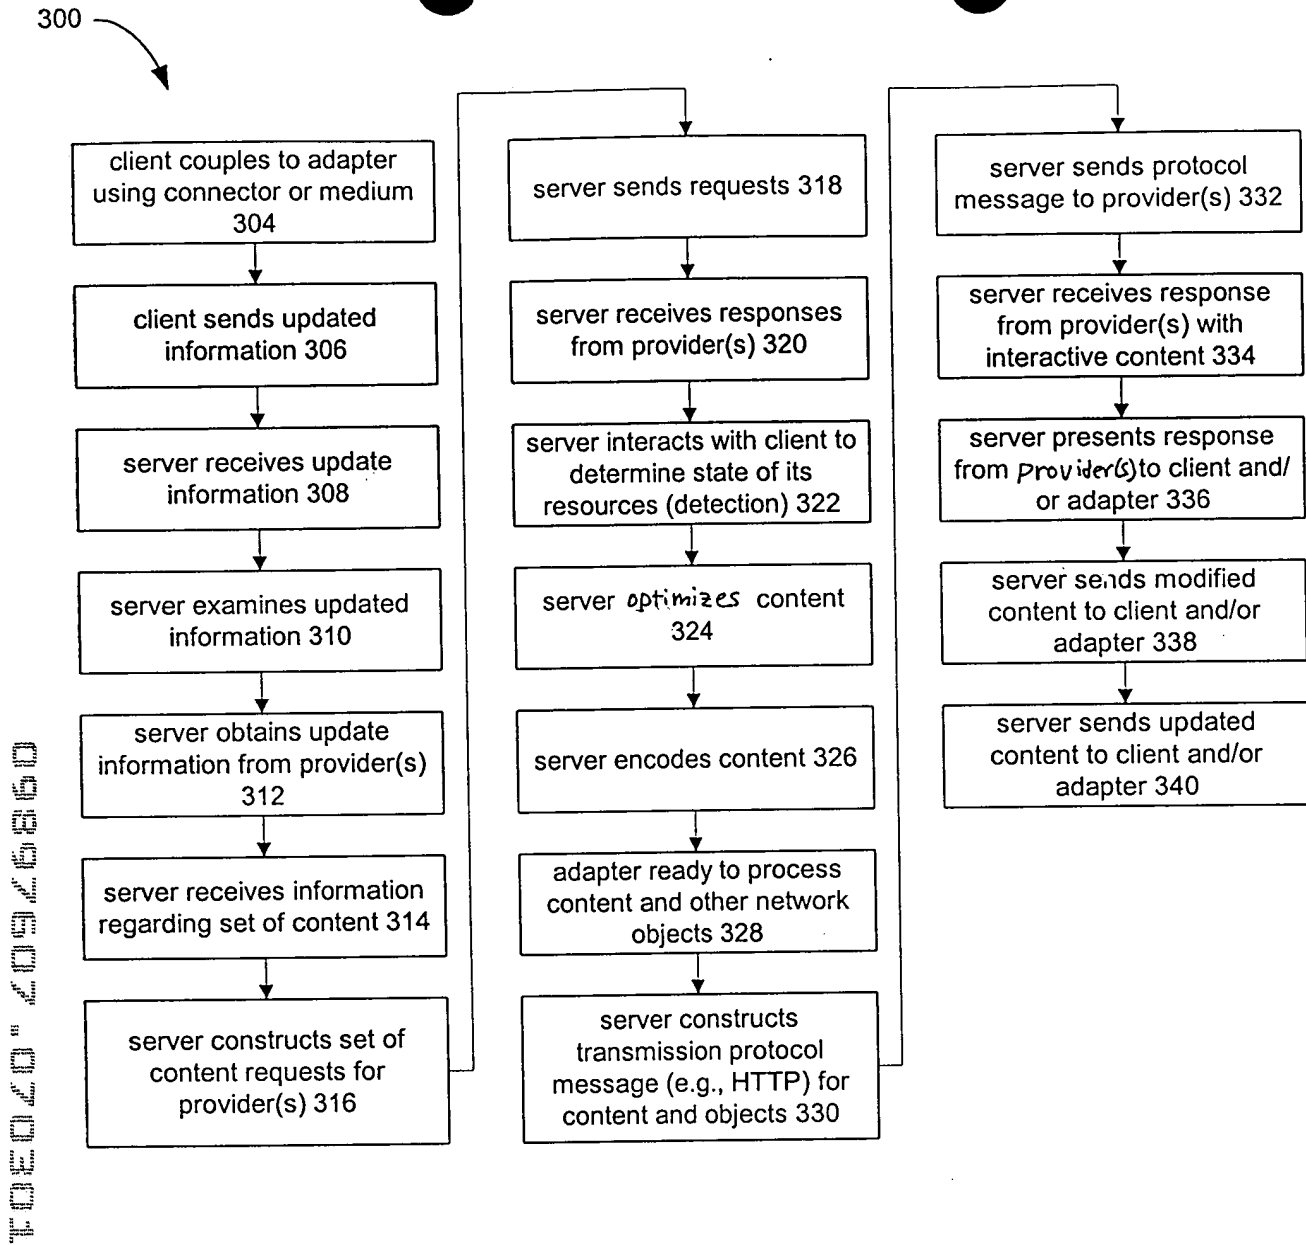 300
client couples to adapter
using connector or medium
304
client sends updated
information 306
server receives update
information 308
server examines updated
information 310
server obtains update
information from provider(s)
312
server receives information
regarding set of content 314
server constructs set of
content requests for
provider(s) 316
server sends requests 318
server receives responses
from provider(s) 320
server interacts with client to
determine state of its
resources (detection) 322
server optimizes content
324
server encodes content 326
adapter ready to process
content and other network
objects 328
server constructs
transmission protocol
message (e.g., HTTP) for
content and objects 330
server sends protocol
message to provider(s) 332
server receives response
from provider(s) with
interactive content 334
server presents response
from provider(s) to client and/
or adapter 336
server sends modified
content to client and/or
adapter 338
server sends updated
content to client and/or
adapter 340
09897607.070301